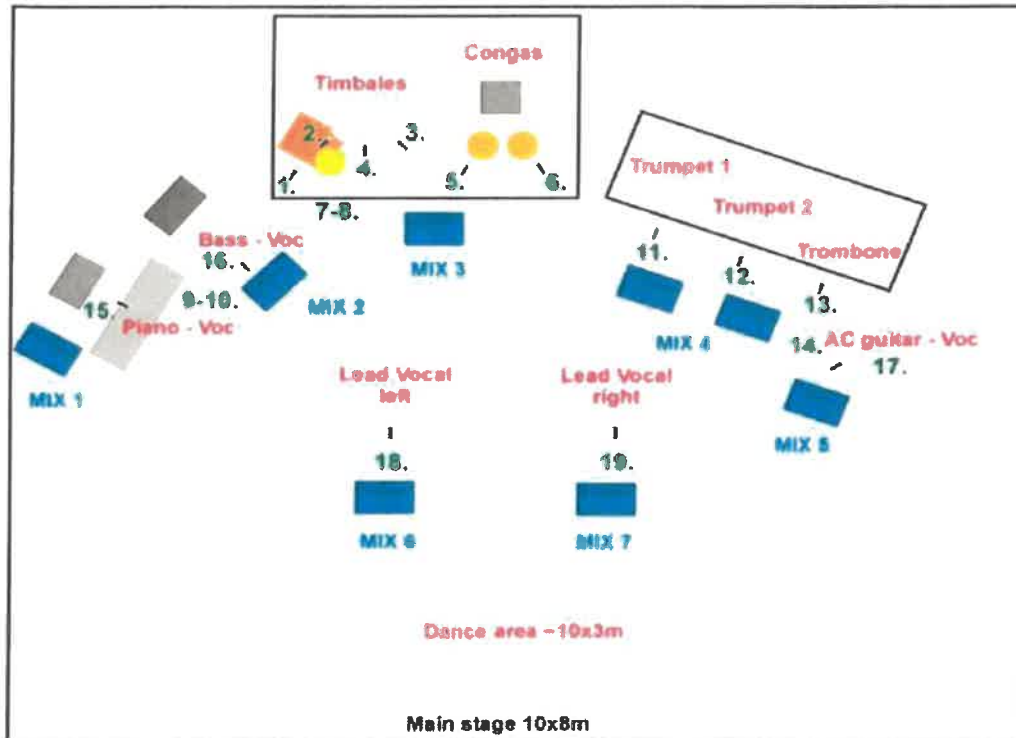 Congas
Timbales
2.
3.
4.
1.
5.
6.
7-8.
Trumpet 1
Trumpet 2
Trombone
Bass - Voc
16.
MIX 3
11.
12.
13.
9-10.
MIX 2
15.
Piano - Voc
MIX 1
MIX 4
14.
AC guitar - Voc
17.
MIX 5
Lead Vocal
left
Lead Vocal
right
18.
19.
MIX 6
MIX 7
Dance area ~10x3m
Main stage 10x8m